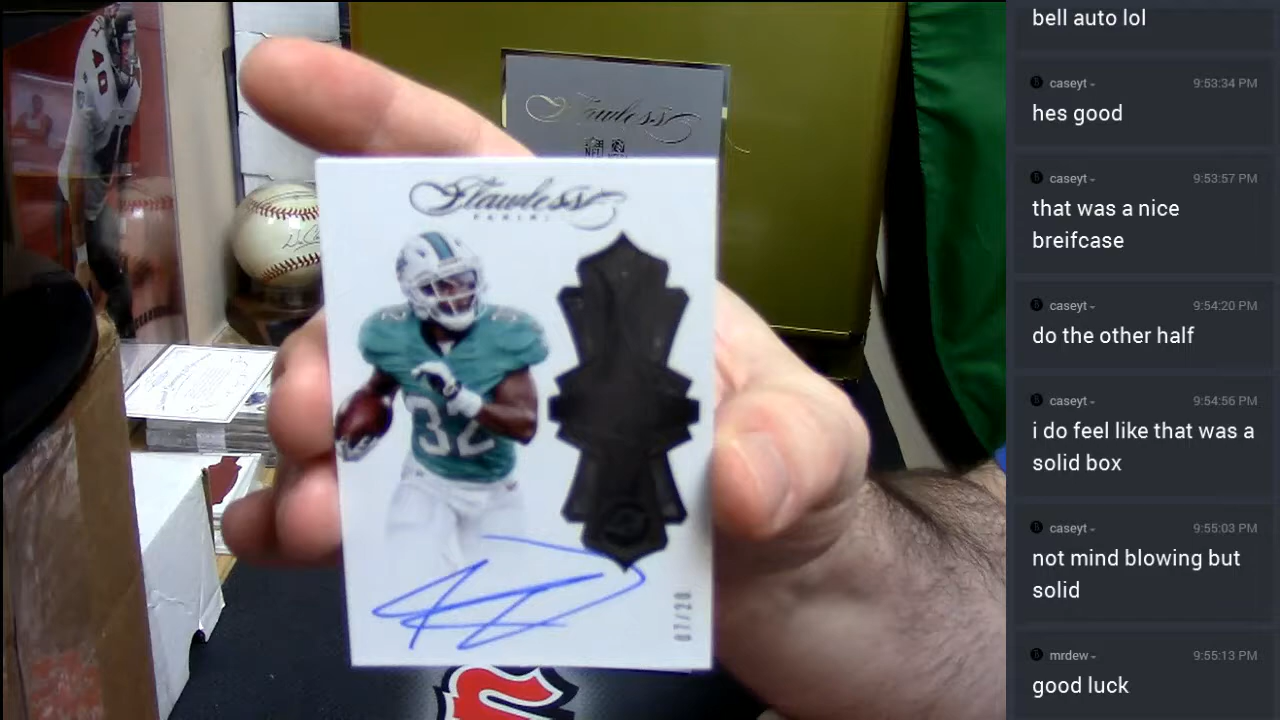 Flawless
Flawless
PANINI
32
07/20
bell auto lol
caseyt
9:53:34 PM
hes good
caseyt
9:53:57 PM
that was a nice
breifcase
caseyt
9:54:20 PM
do the other half
caseyt
9:54:56 PM
i do feel like that was a
solid box
caseyt
9:55:03 PM
not mind blowing but
solid
mrdew
9:55:13 PM
good luck